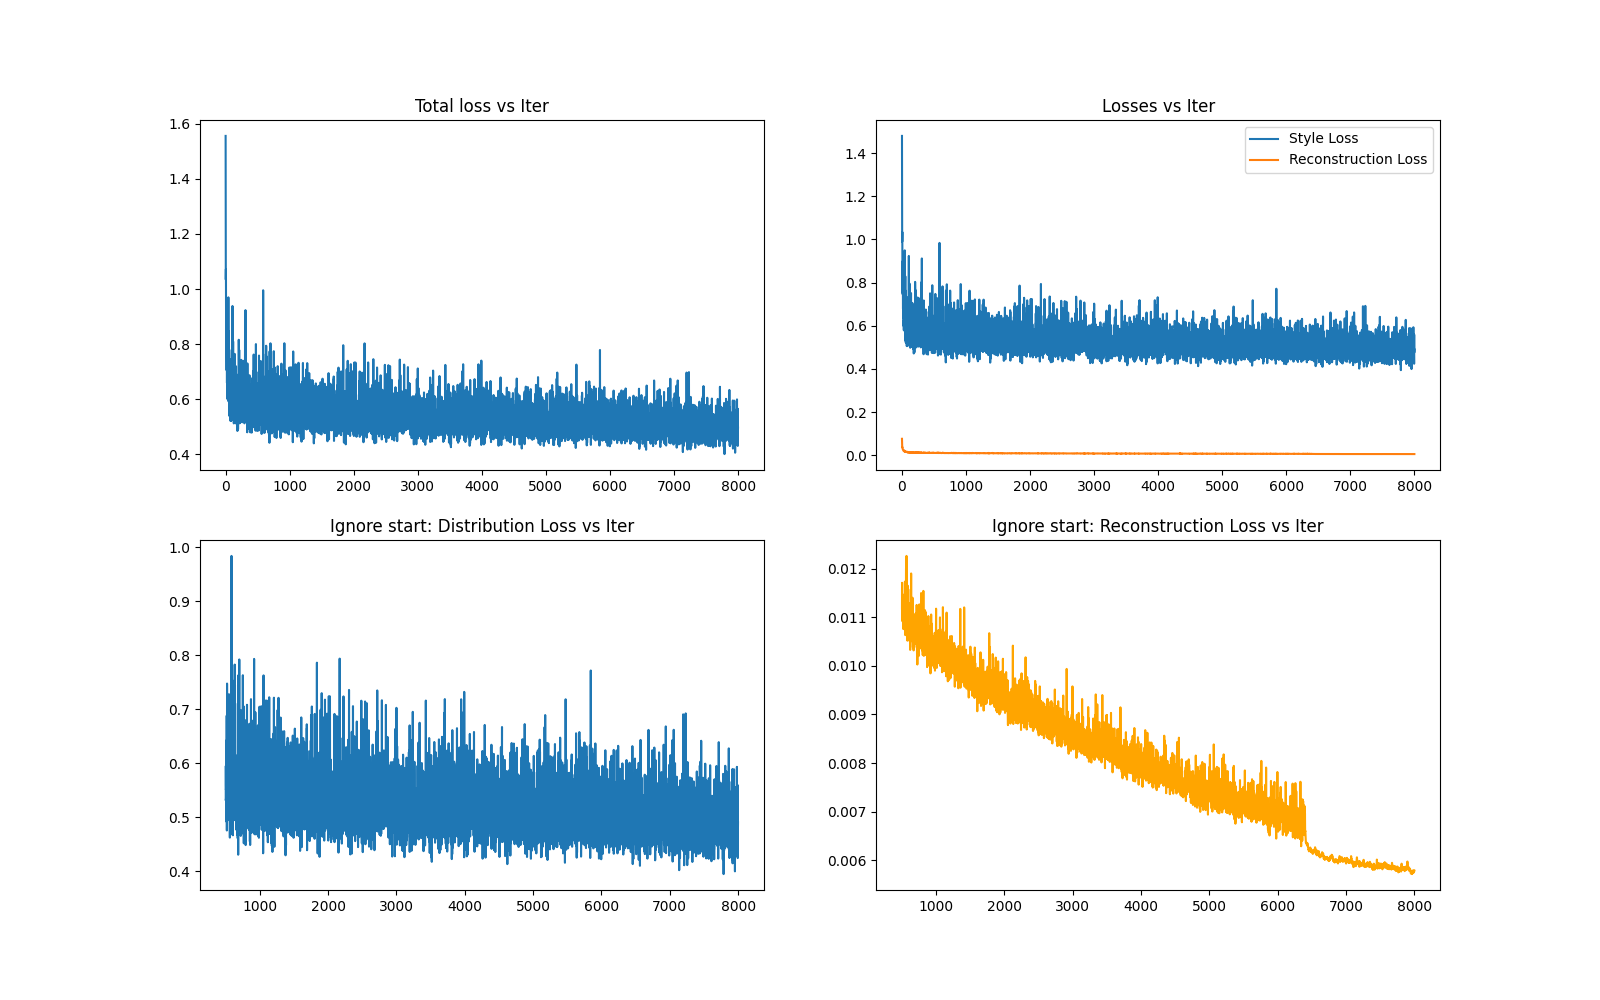 Total loss vs Iter
1.6
1.4
1.2
1.0
0.8
0.6
0.4
0 1000 2000 3000 4000 5000 6000 7000 8000
Losses vs Iter
Style Loss
Reconstruction Loss
1.4
1.2
1.0
0.8
0.6
0.4
0.2
0.0
0 1000 2000 3000 4000 5000 6000 7000 8000
Ignore start: Distribution Loss vs Iter
1.0
0.9
0.8
0.7
0.6
0.5
0.4
1000 2000 3000 4000 5000 6000 7000 8000
Ignore start: Reconstruction Loss vs Iter
0.012
0.011
0.010
0.009
0.008
0.007
0.006
1000 2000 3000 4000 5000 6000 7000 8000